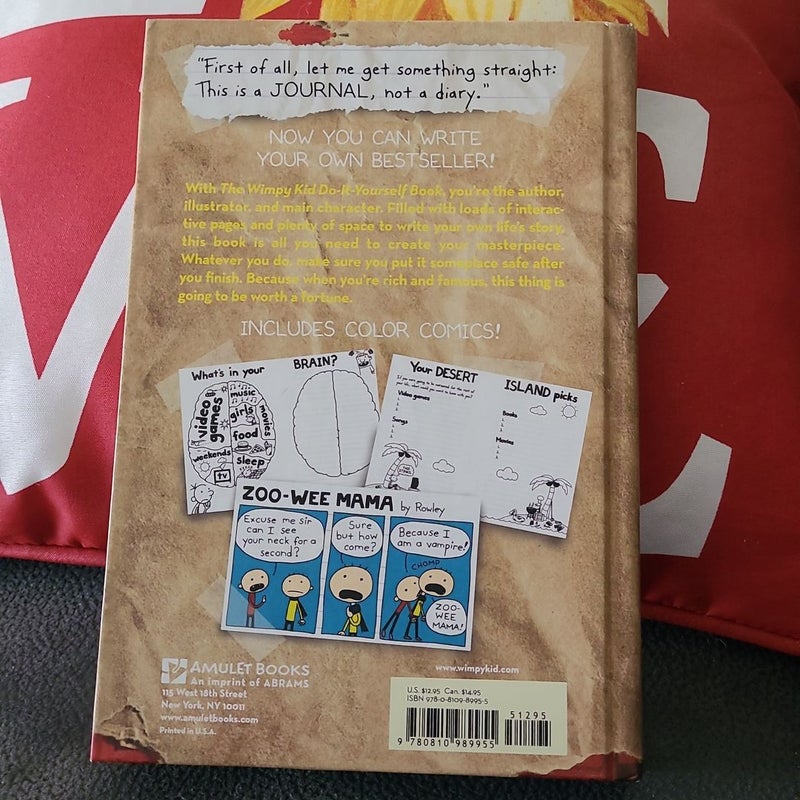 "First of all, let me get something straight:
This is a JOURNAL, not a diary."
NOW YOU CAN WRITE
YOUR OWN BESTSELLER!
With The Wimpy Kid Do-It-Yourself Book, you're the author,
illustrator, and main character. Filled with loads of interac-
tive pages and plenty of space to write your own life's story,
this book is all you need to create your masterpiece.
Whatever you do, make sure you put it someplace safe after
you finish. Because when you're rich and famous, this thing is
going to be worth a fortune.
INCLUDES COLOR COMICS!
What's in your BRAIN?
video games
music
girls
movies
food
weekends
sleep
tv
Your DESERT ISLAND picks
Video games
Songs
Books
Movies
ZOO-WEE MAMA by Rowley
Excuse me sir
can I see
your neck for a
second?
Sure
but how
come?
Because I
am a vampire!
CHOMP
ZOO-
WEE
MAMA!
AMULET BOOKS
An imprint of ABRAMS
115 West 18th Street
New York, NY 10011
www.amuletbooks.com
Printed in U.S.A.
www.wimpykid.com
U.S. $12.95 Can. $14.95
ISBN 978-0-8109-8995-5
51295
9 780810 989955